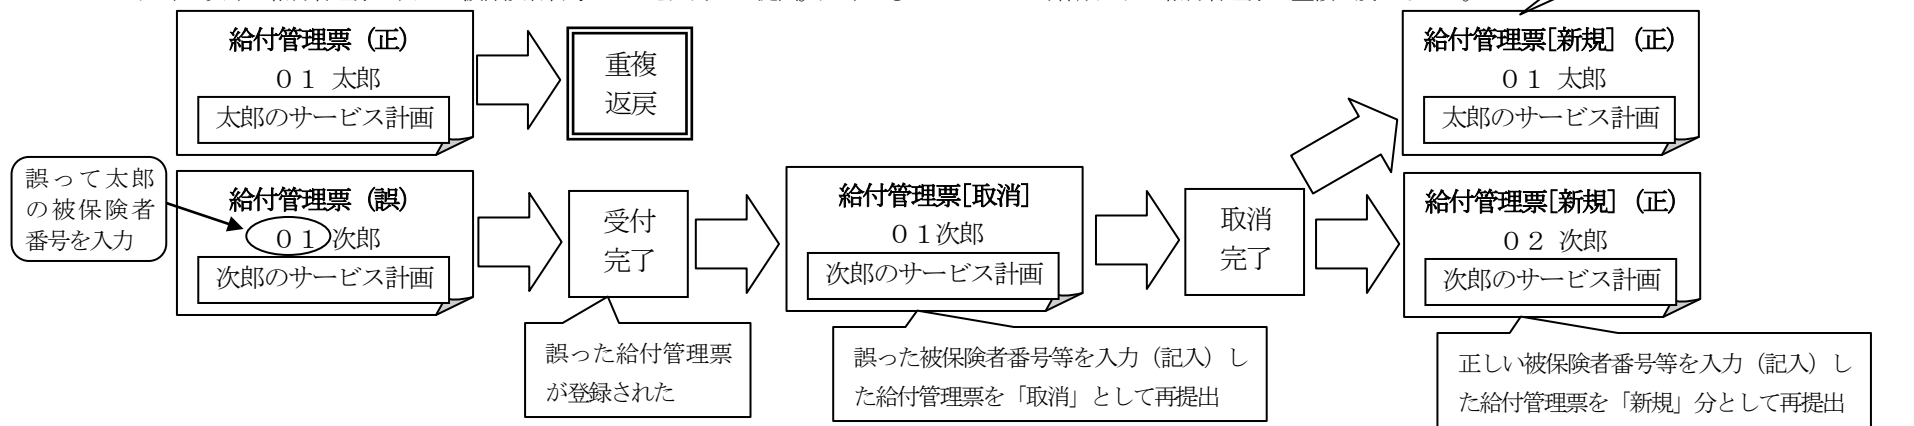 給付管理票（正）
０１ 太郎
太郎のサービス計画
重複
返戻
給付管理票[新規]（正）
０１ 太郎
太郎のサービス計画
誤って太郎
の被保険者
番号を入力
給付管理票（誤）
０１次郎
次郎のサービス計画
受付
完了
給付管理票[取消]
０１次郎
次郎のサービス計画
取消
完了
給付管理票[新規]（正）
０２ 次郎
次郎のサービス計画
誤った給付管理票
が登録された
誤った被保険者番号等を入力（記入）し
た給付管理票を「取消」として再提出
正しい被保険者番号等を入力（記入）し
た給付管理票を「新規」分として再提出